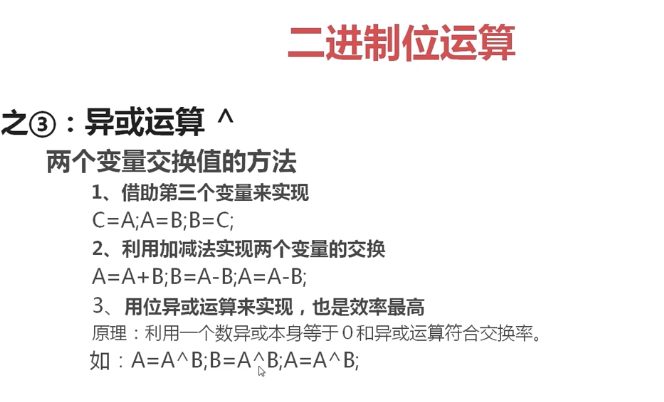 二进制位运算
之③：异或运算 ^
两个变量交换值的方法
1、借助第三个变量来实现
C=A;A=B;B=C;
2、利用加减法实现两个变量的交换
A=A+B;B=A-B;A=A-B;
3、用位异或运算来实现，也是效率最高
原理：利用一个数异或本身等于０和异或运算符合交换率。
如：A=A^B;B=A^B;A=A^B;